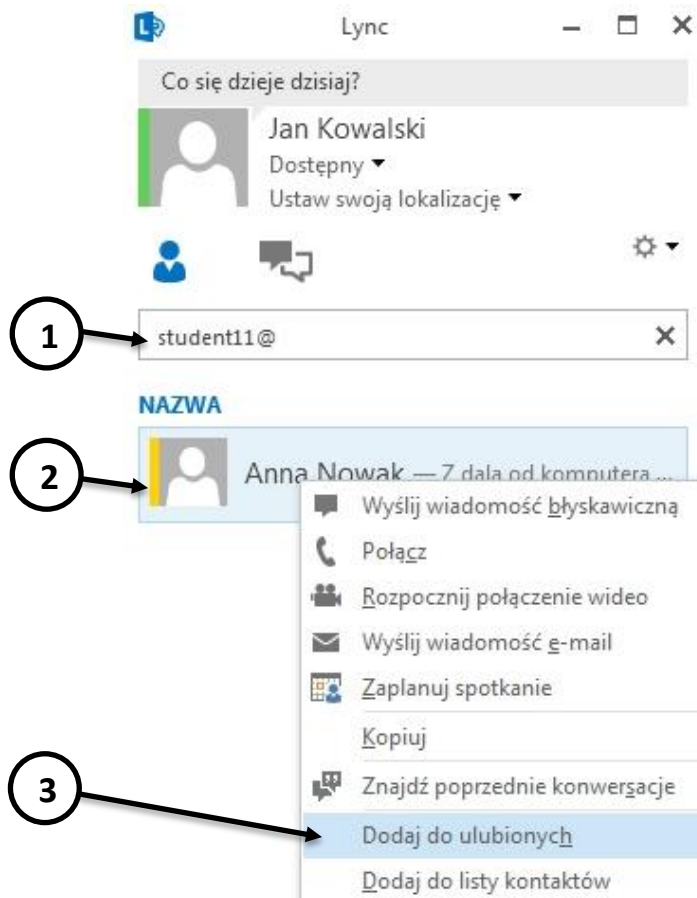 Lync
Co się dzieje dzisiaj?
Jan Kowalski
Dostępny
Ustaw swoją lokalizację
1
student11@
NAZWA
2
Anna Nowak — Z dala od komputera ...
Wyślij wiadomość błyskawiczną
Połącz
Rozpocznij połączenie wideo
Wyślij wiadomość e-mail
Zaplanuj spotkanie
Kopiuj
Znajdź poprzednie konwersacje
3
Dodaj do ulubionych
Dodaj do listy kontaktów